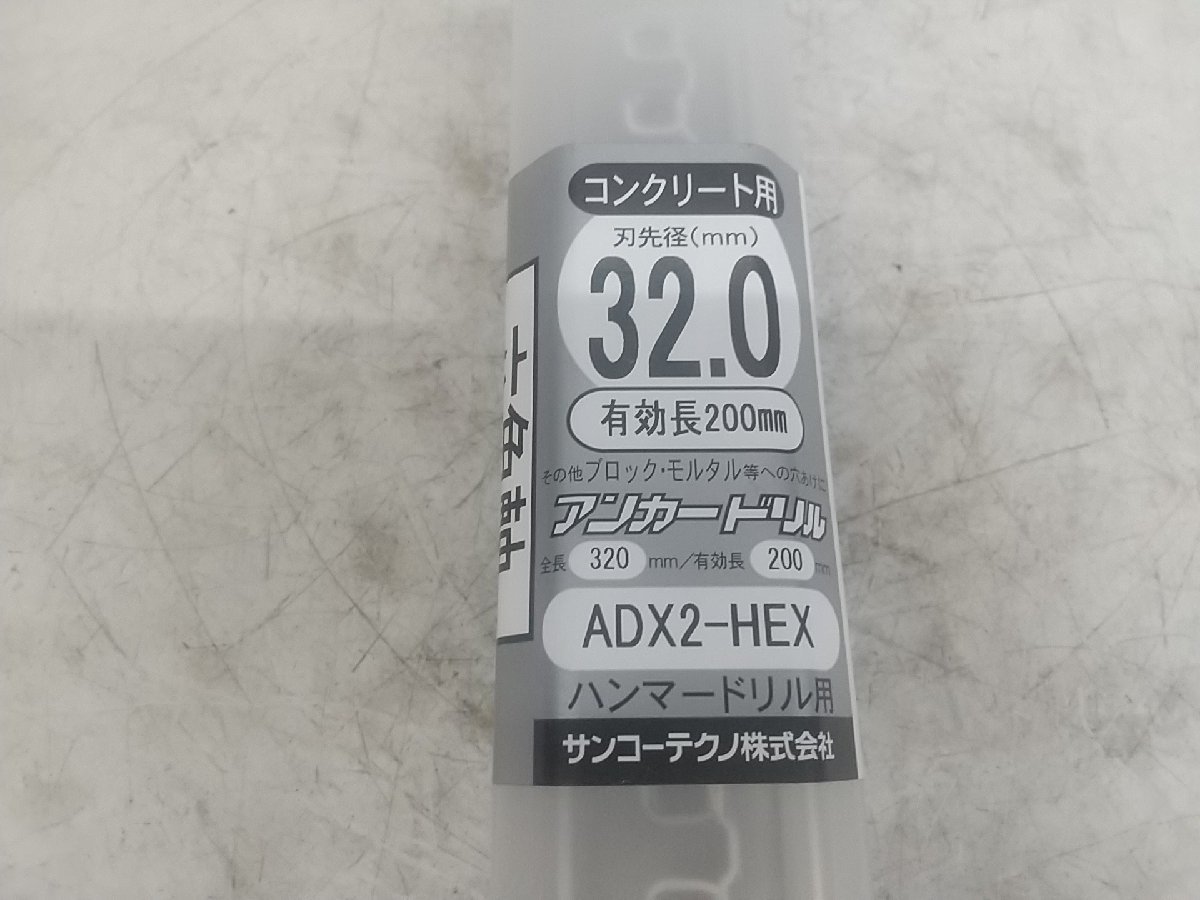 コンクリート用
刃先径(mm)
32.0
有効長200mm
その他ブロック・モルタル等への穴あけに
アンカードリル
全長 320 mm/有効長 200 mm
ADX2-HEX
ハンマードリル用
サンコーテクノ株式会社
六角軸